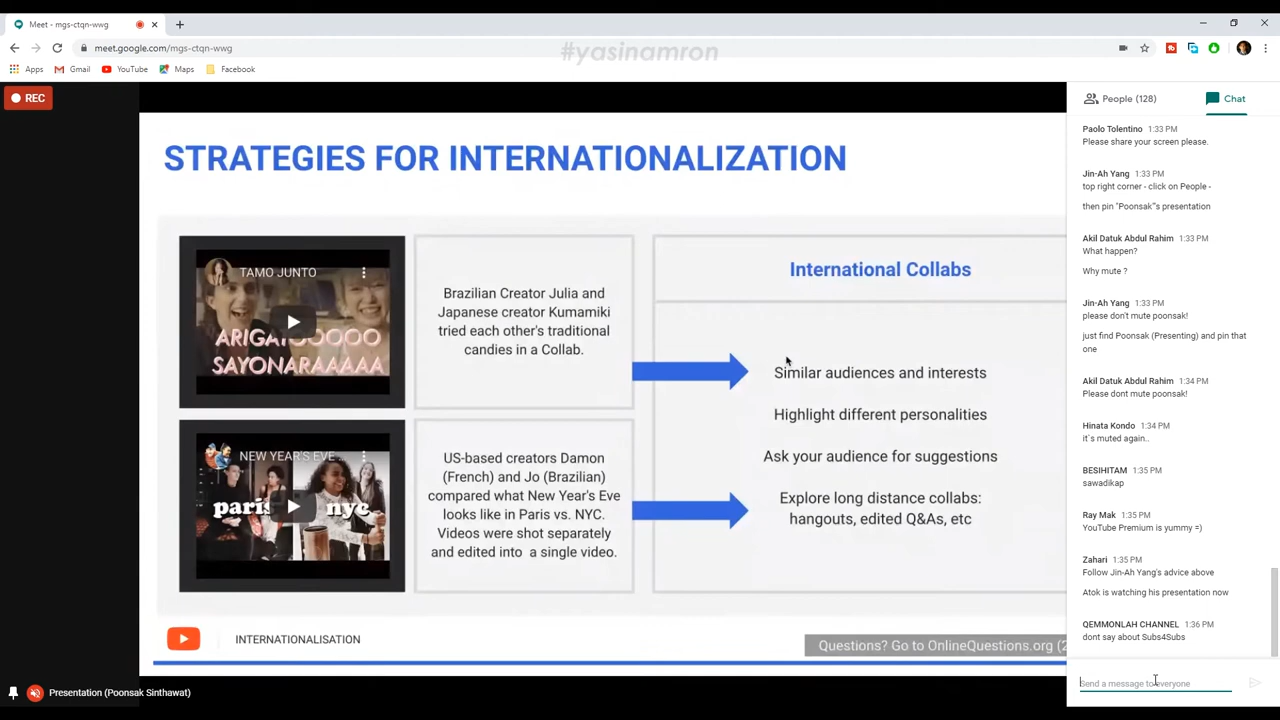 Meet - mgs-ctqn-wwg
meet.google.com/mgs-ctqn-wwg
#yasinamron
Apps
Gmail
YouTube
Maps
Facebook
REC
STRATEGIES FOR INTERNATIONALIZATION
TAMO JUNTO
ARIGATOOOOO
SAYONARAAAAA
Brazilian Creator Julia and
Japanese creator Kumamiki
tried each other's traditional
candies in a Collab.
NEW YEAR'S EVE ...
paris
nyc
US-based creators Damon
(French) and Jo (Brazilian)
compared what New Year's Eve
looks like in Paris vs. NYC.
Videos were shot separately
and edited into a single video.
International Collabs
Similar audiences and interests
Highlight different personalities
Ask your audience for suggestions
Explore long distance collabs:
hangouts, edited Q&As, etc
INTERNATIONALISATION
Questions? Go to OnlineQuestions.org (2
Presentation (Poonsak Sinthawat)
People (128)
Chat
Paolo Tolentino 1:33 PM
Please share your screen please.
Jin-Ah Yang 1:33 PM
top right corner - click on People -
then pin "Poonsak"'s presentation
Akil Datuk Abdul Rahim 1:33 PM
What happen?
Why mute ?
Jin-Ah Yang 1:33 PM
please don't mute poonsak!
just find Poonsak (Presenting) and pin that
one
Akil Datuk Abdul Rahim 1:34 PM
Please dont mute poonsak!
Hinata Kondo 1:34 PM
it`s muted again..
BESIHITAM 1:35 PM
sawadikap
Ray Mak 1:35 PM
YouTube Premium is yummy =)
Zahari 1:35 PM
Follow Jin-Ah Yang's advice above
Atok is watching his presentation now
QEMMONLAH CHANNEL 1:36 PM
dont say about Subs4Subs
Send a message to everyone